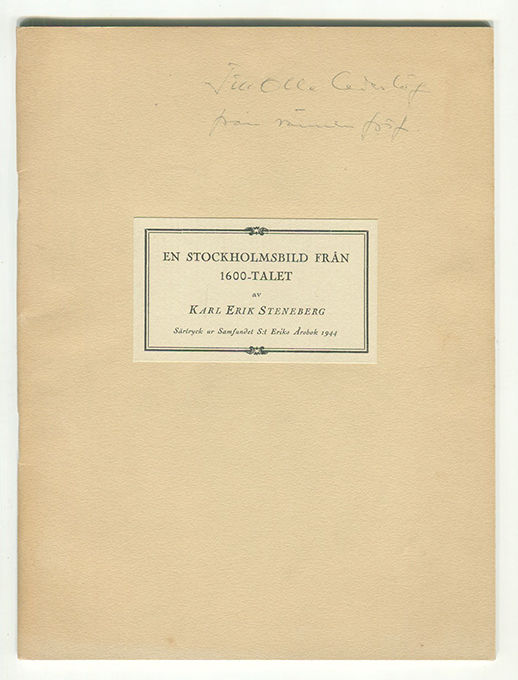 Till Olle Cederlöf
från vännen
EN STOCKHOLMSBILD FRÅN
1600-TALET
av
KARL ERIK STENEBERG
Särtryck ur Samfundet S:t Eriks Årsbok 1944